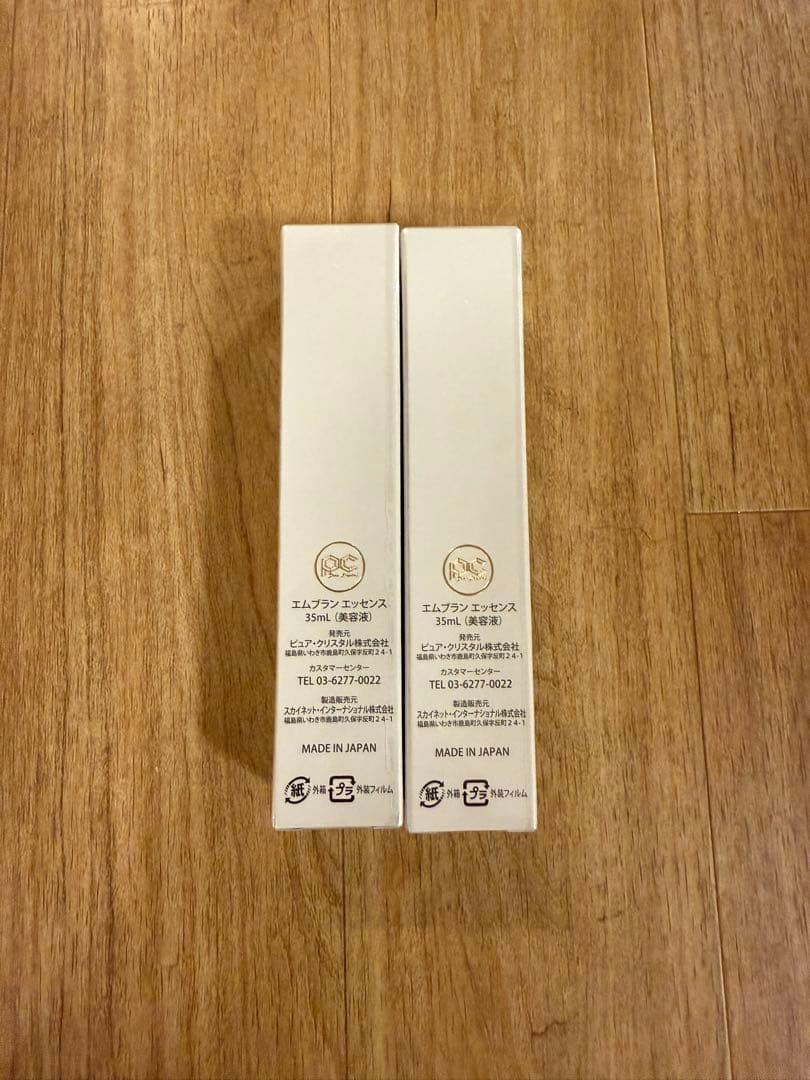 エムブラン エッセンス
35mL (美容液)
発売元
ピュア・クリスタル株式会社
福島県いわき市鹿島町久保字反町24-1
カスタマーセンター
TEL 03-6277-0022
製造販売元
スカイネット・インターナショナル株式会社
福島県いわき市鹿島町久保字反町24-1
MADE IN JAPAN
紙 外箱 プラ 外装フィルム
エムブラン エッセンス
35mL (美容液)
発売元
ピュア・クリスタル株式会社
福島県いわき市鹿島町久保字反町24-1
カスタマーセンター
TEL 03-6277-0022
製造販売元
スカイネット・インターナショナル株式会社
福島県いわき市鹿島町久保字反町24-1
MADE IN JAPAN
紙 外箱 プラ 外装フィルム